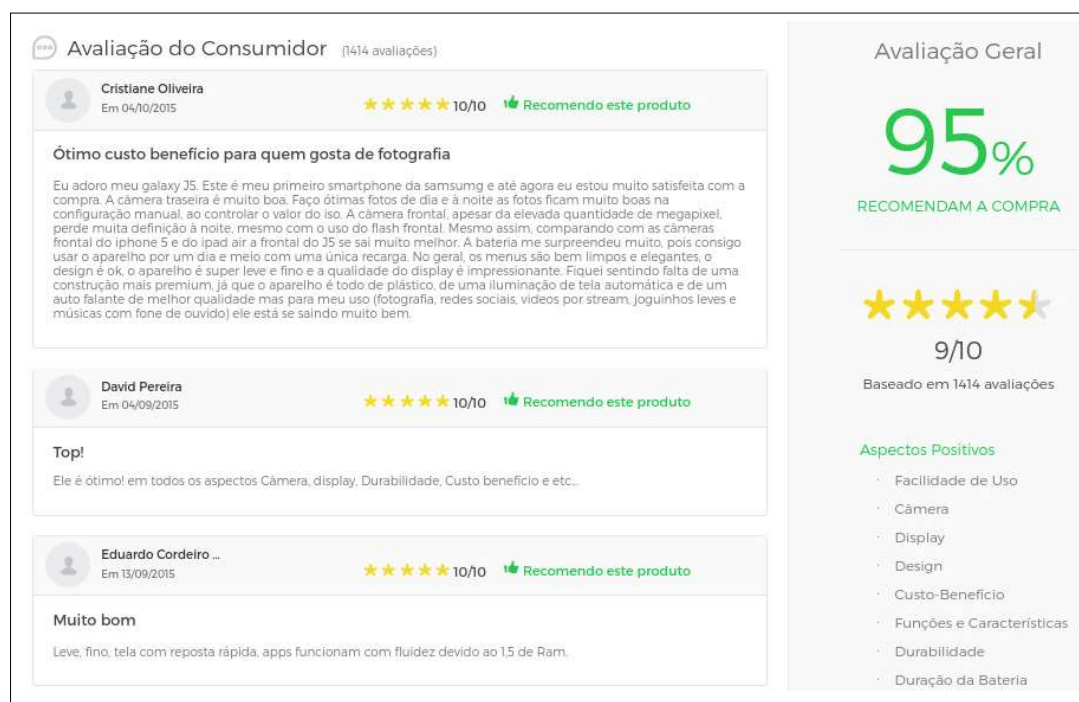 Avaliação do Consumidor (1414 avaliações)
Cristiane Oliveira
Em 04/10/2015
10/10 Recomendo este produto
Ótimo custo benefício para quem gosta de fotografia
Eu adoro meu galaxy J5. Este é meu primeiro smartphone da samsumg e até agora eu estou muito satisfeita com a
compra. A câmera traseira é muito boa. Faço ótimas fotos de dia e à noite as fotos ficam muito boas na
configuração manual, ao controlar o valor do iso. A câmera frontal, apesar da elevada quantidade de megapixel,
perde muita definição à noite, mesmo com o uso do flash frontal. Mesmo assim, comparando com as câmeras
frontal do iphone 5 e do ipad air a frontal do J5 se sai muito melhor. A bateria me surpreendeu muito, pois consigo
usar o aparelho por um dia e meio com uma única recarga. No geral, os menus são bem limpos e elegantes, o
design é ok, o aparelho é super leve e fino e a qualidade do display é impressionante. Fiquei sentindo falta de uma
construção mais premium, já que o aparelho é todo de plástico, de uma iluminação de tela automática e de um
auto falante de melhor qualidade mas para meu uso (fotografia, redes sociais, videos por stream, joguinhos leves e
músicas com fone de ouvido) ele está se saindo muito bem.
David Pereira
Em 04/09/2015
10/10 Recomendo este produto
Top!
Ele é ótimo! em todos os aspectos Câmera, display, Durabilidade, Custo benefício e etc...
Eduardo Cordeiro ...
Em 13/09/2015
10/10 Recomendo este produto
Muito bom
Leve, fino, tela com reposta rápida, apps funcionam com fluidez devido ao 1,5 de Ram.
Avaliação Geral
95%
RECOMENDAM A COMPRA
9/10
Baseado em 1414 avaliações
Aspectos Positivos
· Facilidade de Uso
· Câmera
· Display
· Design
· Custo-Benefício
· Funções e Características
· Durabilidade
· Duração da Bateria